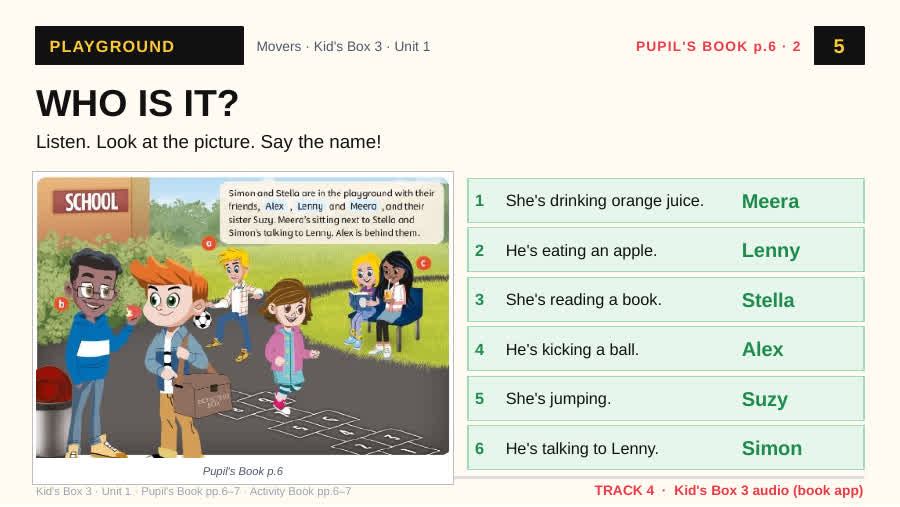 PLAYGROUND
Movers · Kid's Box 3 · Unit 1
PUPIL'S BOOK p.6 · 2
5
WHO IS IT?
Listen. Look at the picture. Say the name!
SCHOOL
Simon and Stella are in the playground with their
friends, Alex , Lenny and Meera , and their
sister Suzy. Meera's sitting next to Stella and
Simon's talking to Lenny. Alex is behind them.
a
b
c
DETECTIVE
BOX
Pupil's Book p.6
1 She's drinking orange juice. Meera
2 He's eating an apple. Lenny
3 She's reading a book. Stella
4 He's kicking a ball. Alex
5 She's jumping. Suzy
6 He's talking to Lenny. Simon
Kid's Box 3 · Unit 1 · Pupil's Book pp.6–7 · Activity Book pp.6–7
TRACK 4 · Kid's Box 3 audio (book app)